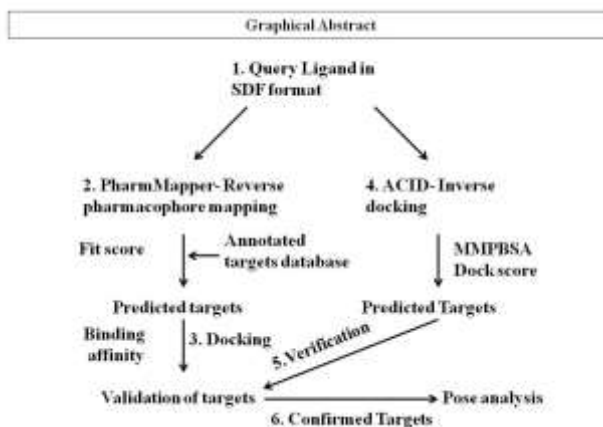 Graphical Abstract
1. Query Ligand in
SDF format
2. PharmMapper- Reverse
pharmacophore mapping
4. ACID- Inverse
docking
Fit score
Annotated
targets database
MMPBSA
Dock score
Predicted targets
Predicted Targets
Binding
affinity
3. Docking
5.Verification
Validation of targets
Pose analysis
6. Confirmed Targets